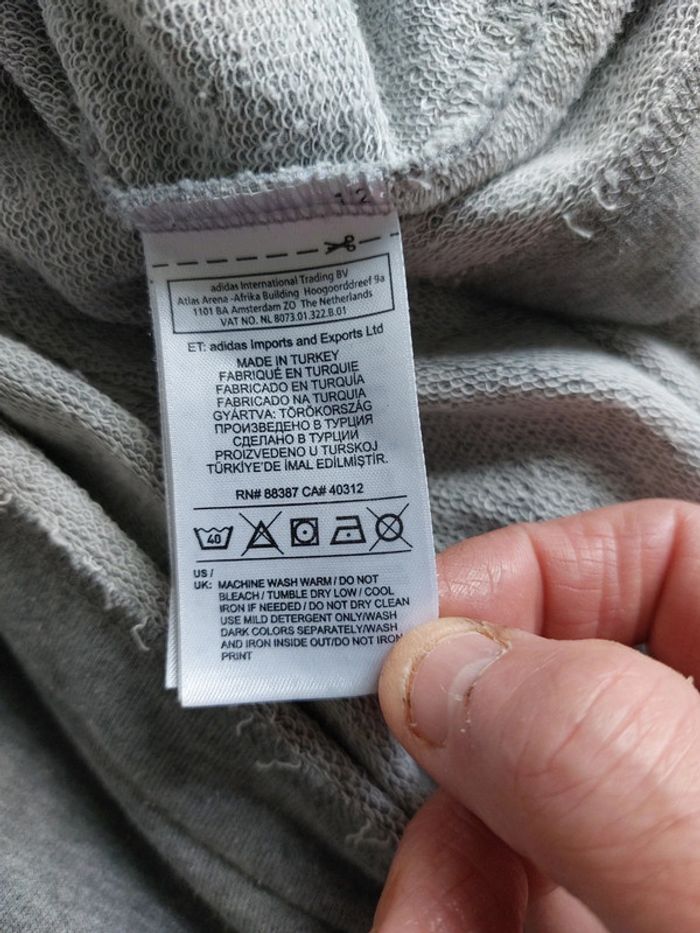 12
adidas International Trading BV
Atlas Arena -Afrika Building Hoogoorddreef 9a
1101 BA Amsterdam ZO The Netherlands
VAT NO. NL 8073.01.322.B.01
ET: adidas Imports and Exports Ltd
MADE IN TURKEY
FABRIQUÉ EN TURQUIE
FABRICADO EN TURQUÍA
FABRICADO NA TURQUIA
GYÁRTVA: TÖRÖKORSZÁG
ПРОИЗВЕДЕНО В ТУРЦИЯ
СДЕЛАНО В ТУРЦИИ
PROIZVEDENO U TURSKOJ
TÜRKİYE'DE İMAL EDİLMİŞTİR.
RN# 88387 CA# 40312
40
US /
UK: MACHINE WASH WARM / DO NOT
BLEACH / TUMBLE DRY LOW / COOL
IRON IF NEEDED / DO NOT DRY CLEAN
USE MILD DETERGENT ONLY/WASH
DARK COLORS SEPARATELY/WASH
AND IRON INSIDE OUT/DO NOT IRON
PRINT